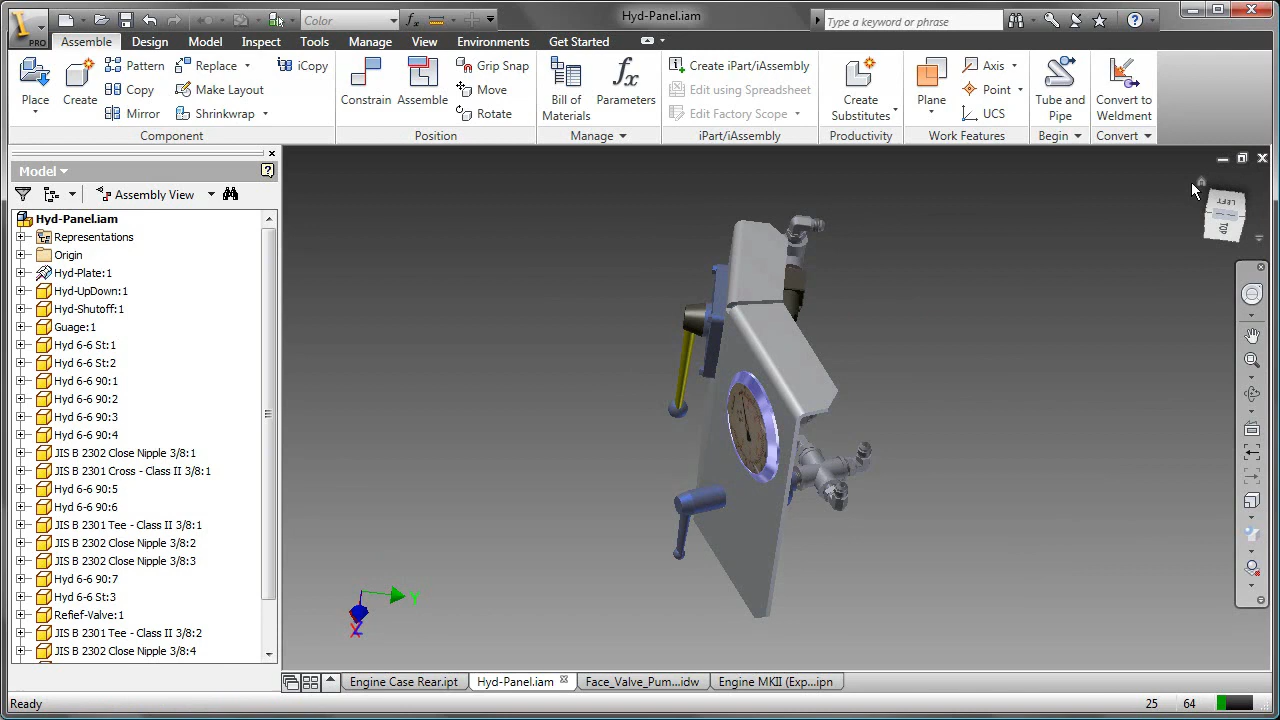 PRO
Color
Hyd-Panel.iam
Type a keyword or phrase
Assemble Design Model Inspect Tools Manage View Environments Get Started
Place
Create
Pattern
Copy
Mirror
Replace
Make Layout
Shrinkwrap
iCopy
Component
Constrain
Assemble
Grip Snap
Move
Rotate
Position
Bill of
Materials
fx
Parameters
Manage
Create iPart/iAssembly
Edit using Spreadsheet
Edit Factory Scope
iPart/iAssembly
Create
Substitutes
Productivity
Plane
Axis
Point
UCS
Work Features
Tube and
Pipe
Begin
Convert to
Weldment
Convert
Model
Assembly View
Hyd-Panel.iam
Representations
Origin
Hyd-Plate:1
Hyd-UpDown:1
Hyd-Shutoff:1
Guage:1
Hyd 6-6 St:1
Hyd 6-6 St:2
Hyd 6-6 90:1
Hyd 6-6 90:2
Hyd 6-6 90:3
Hyd 6-6 90:4
JIS B 2302 Close Nipple 3/8:1
JIS B 2301 Cross - Class II 3/8:1
Hyd 6-6 90:5
Hyd 6-6 90:6
JIS B 2301 Tee - Class II 3/8:1
JIS B 2302 Close Nipple 3/8:2
JIS B 2302 Close Nipple 3/8:3
Hyd 6-6 90:7
Hyd 6-6 St:3
Refief-Valve:1
JIS B 2301 Tee - Class II 3/8:2
JIS B 2302 Close Nipple 3/8:4
LEFT
TOP
Y
Z
X
Engine Case Rear.ipt
Hyd-Panel.iam
Face_Valve_Pum...idw
Engine MKII (Exp...ipn
Ready
25 64